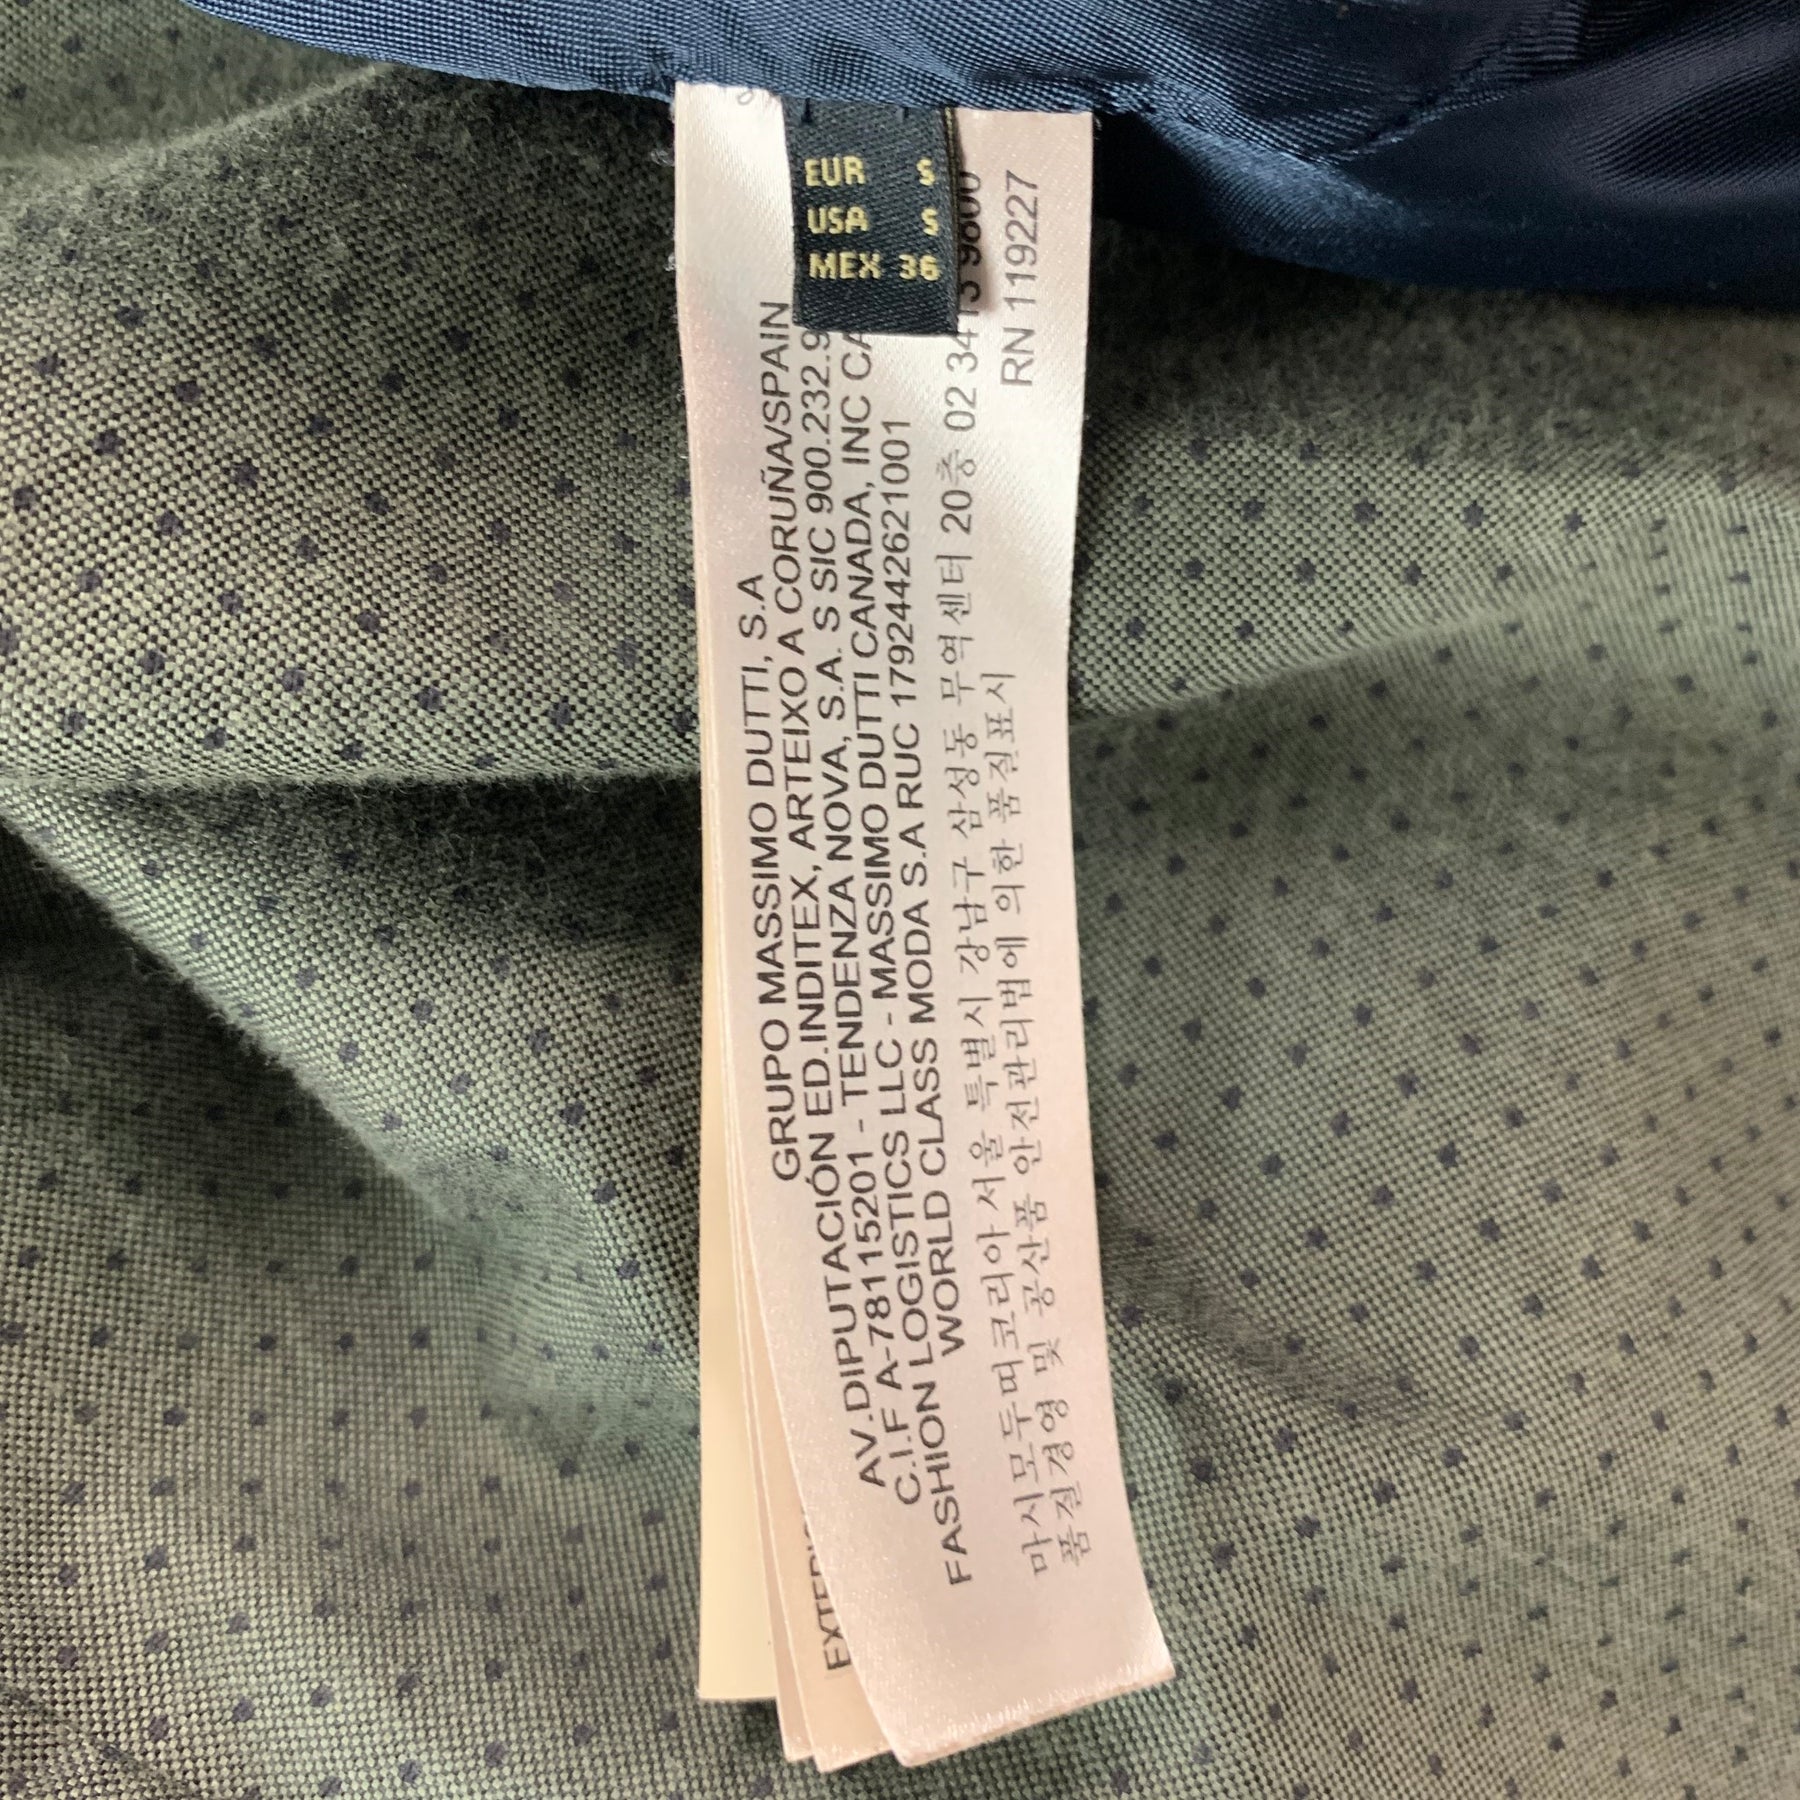 EUR S
USA S
MEX 36
GRUPO MASSIMO DUTTI, S.A
AV.DIPUTACIÓN ED.INDITEX, ARTEIXO A CORUÑA/SPAIN
C.I.F A-78115201 - TENDENZA NOVA, S.A. S SIC 900.232.9
FASHION LOGISTICS LLC - MASSIMO DUTTI CANADA, INC CA
WORLD CLASS MODA S.A RUC 1792442621001
마시모두띠코리아 서울 특별시 강남구 삼성동 무역센터 20층 02 3413 9800
품질경영 및 공산품 안전관리법에 의한 품질표시
RN 119227